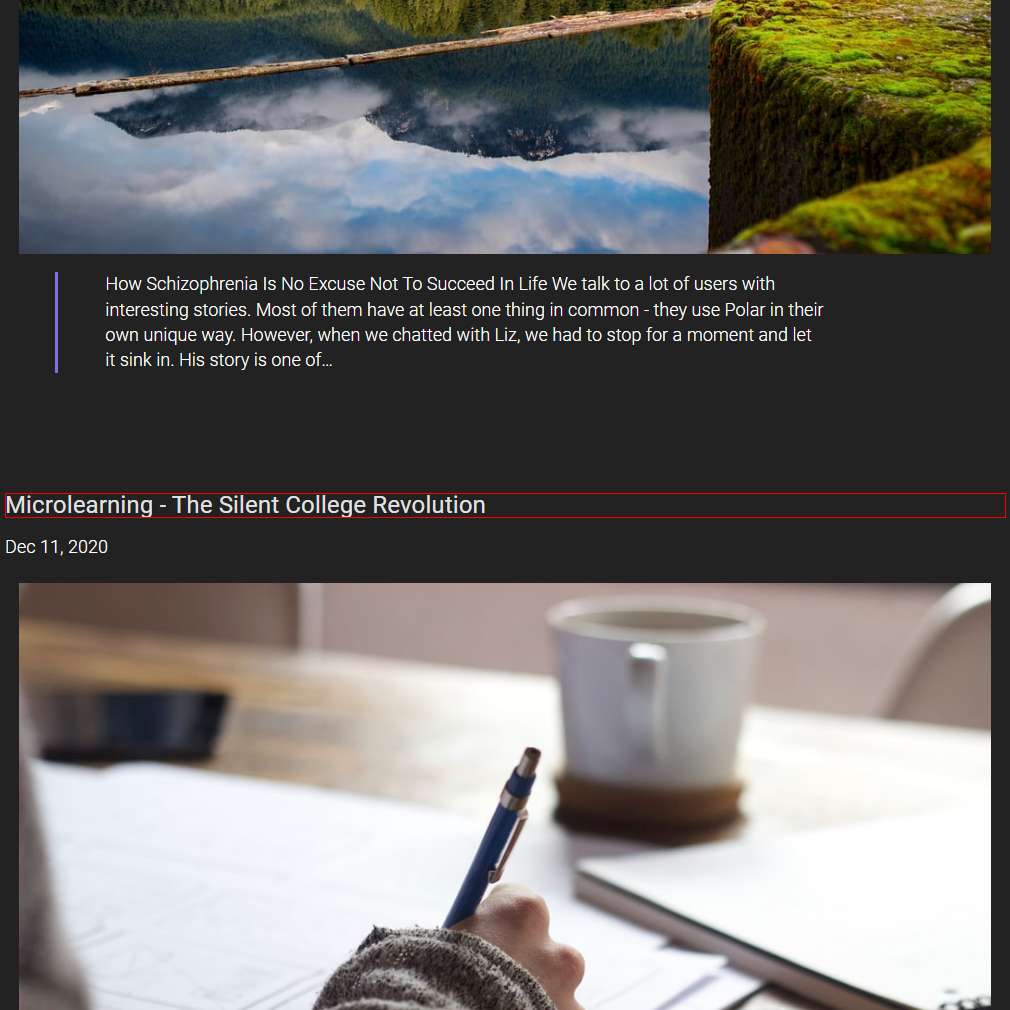 How Schizophrenia Is No Excuse Not To Succeed In Life We talk to a lot of users with
interesting stories. Most of them have at least one thing in common - they use Polar in their
own unique way. However, when we chatted with Liz, we had to stop for a moment and let
it sink in. His story is one of…
Microlearning - The Silent College Revolution
Dec 11, 2020